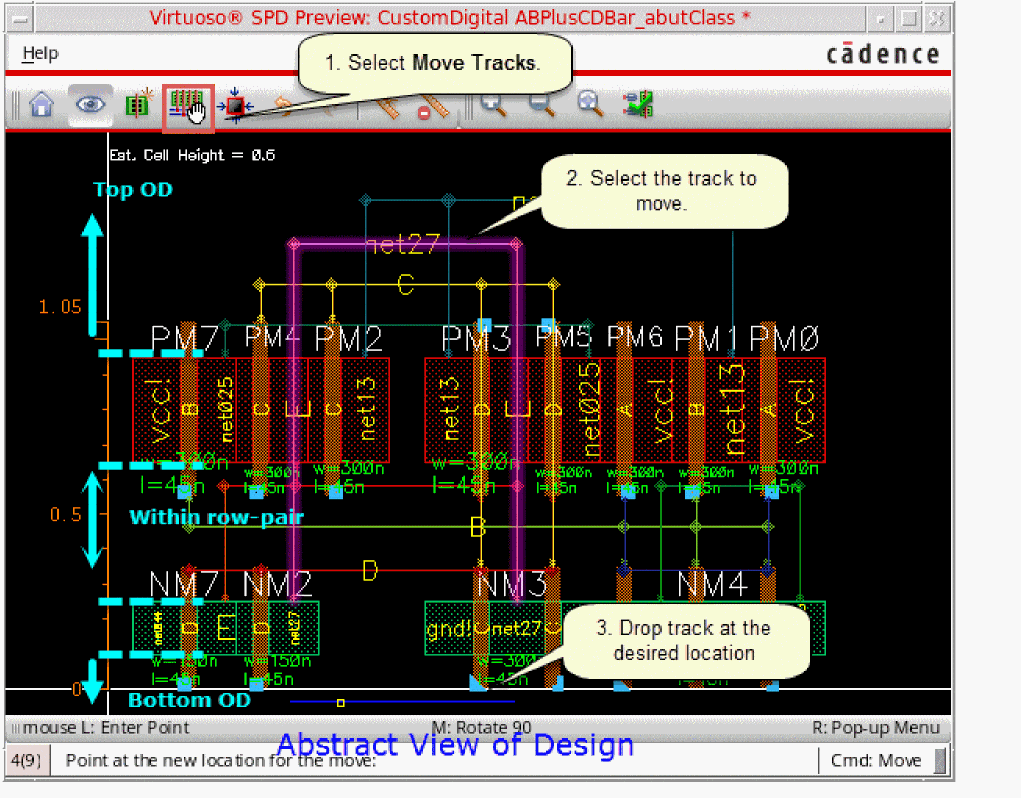 Virtuoso® SPD Preview: CustomDigital ABPlusCDBar_abutClass *
Help
cādence
1. Select Move Tracks.
Est. Cell Height = 0.6
Top OD
2. Select the track to
move.
net27
C
1.05
PM7 PM4 PM2 PM3 PM5 PM6 PM1 PM0
vcc! B net025 C E C net13 net13 D E D net025 A vcc! B net13 A vcc!
w=300n w=300n w=300n w=300n w=300n w=300n w=300n w=300n
l=45n l=45n l=45n l=45n l=45n l=45n l=45n l=45n
0.5
Within row-pair
B
D
NM7 NM2 NM3 NM4
D E D net27 gnd! C net27 C
3. Drop track at the
desired location
w=150n w=150n w=300
l=45n l=45n l=45n
0
Bottom OD
mouse L: Enter Point M: Rotate 90 R: Pop-up Menu
Abstract View of Design
4(9) Point at the new location for the move: Cmd: Move